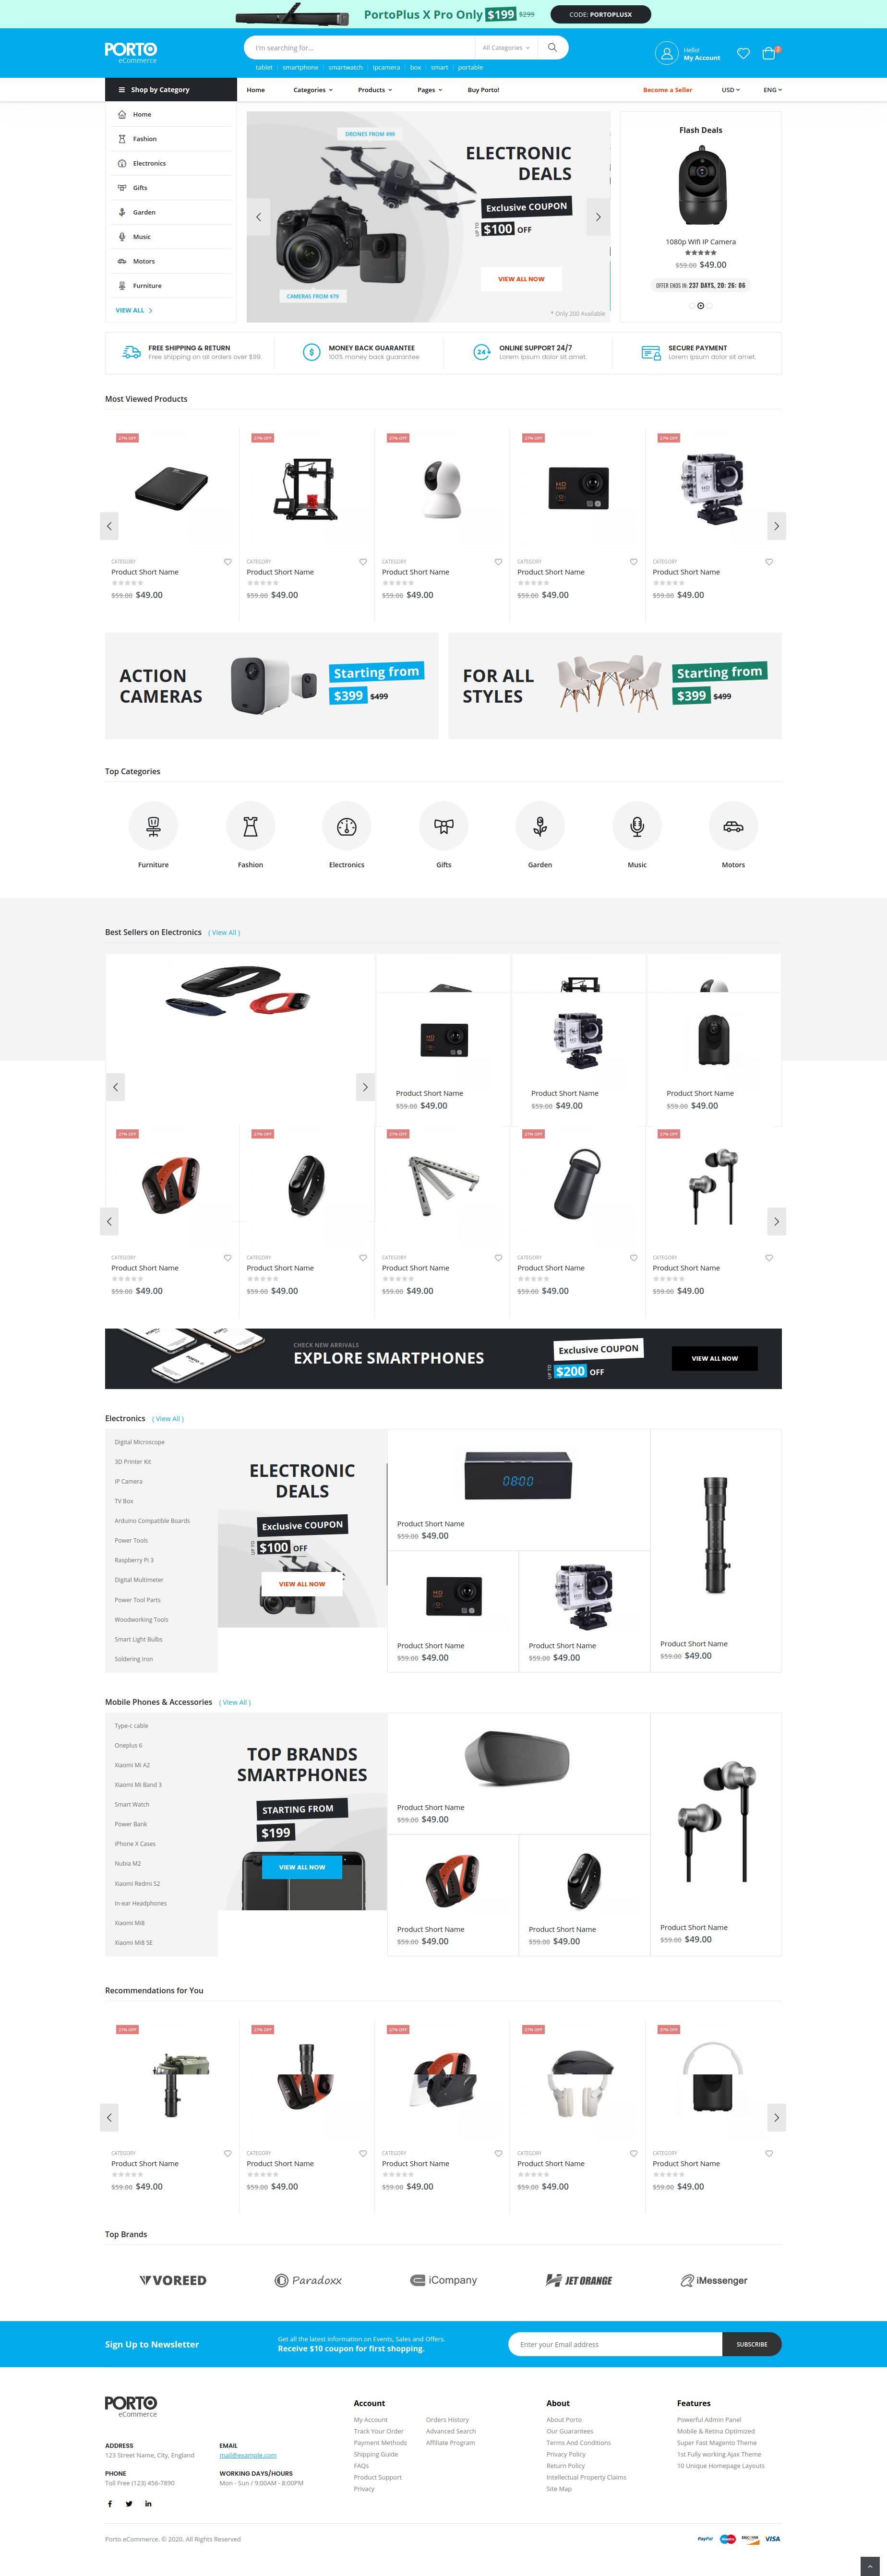 PortoPlus X Pro Only $199 $299 CODE: PORTOPLUSX
PORTO
eCommerce
I'm searching for... All Categories
tablet smartphone smartwatch ipcamera box smart portable
Hello!
My Account
Shop by Category
Home Categories Products Pages Buy Porto! Become a Seller USD ENG
Home
Fashion
Electronics
Gifts
Garden
Music
Motors
Furniture
VIEW ALL
DRONES FROM $99
ELECTRONIC
DEALS
Exclusive COUPON
UP TO $100 OFF
VIEW ALL NOW
CAMERAS FROM $79
* Only 200 Available
Flash Deals
1080p Wifi IP Camera
$59.00 $49.00
OFFER ENDS IN: 237 DAYS, 20: 26: 06
FREE SHIPPING & RETURN
Free shipping on all orders over $99.
MONEY BACK GUARANTEE
100% money back guarantee
ONLINE SUPPORT 24/7
Lorem ipsum dolor sit amet.
SECURE PAYMENT
Lorem ipsum dolor sit amet.
Most Viewed Products
27% OFF 27% OFF 27% OFF 27% OFF 27% OFF
CATEGORY CATEGORY CATEGORY CATEGORY CATEGORY
Product Short Name Product Short Name Product Short Name Product Short Name Product Short Name
$59.00 $49.00 $59.00 $49.00 $59.00 $49.00 $59.00 $49.00 $59.00 $49.00
ACTION
CAMERAS
Starting from
$399 $499
FOR ALL
STYLES
Starting from
$399 $499
Top Categories
Furniture Fashion Electronics Gifts Garden Music Motors
Best Sellers on Electronics ( View All )
Product Short Name Product Short Name Product Short Name
$59.00 $49.00 $59.00 $49.00 $59.00 $49.00
27% OFF 27% OFF 27% OFF 27% OFF 27% OFF
CATEGORY CATEGORY CATEGORY CATEGORY CATEGORY
Product Short Name Product Short Name Product Short Name Product Short Name Product Short Name
$59.00 $49.00 $59.00 $49.00 $59.00 $49.00 $59.00 $49.00 $59.00 $49.00
CHECK NEW ARRIVALS
EXPLORE SMARTPHONES
Exclusive COUPON
UP TO $200 OFF
VIEW ALL NOW
Electronics ( View All )
Digital Microscope
3D Printer Kit
IP Camera
TV Box
Arduino Compatible Boards
Power Tools
Raspberry Pi 3
Digital Multimeter
Power Tool Parts
Woodworking Tools
Smart Light Bulbs
Soldering Iron
ELECTRONIC
DEALS
Exclusive COUPON
UP TO $100 OFF
VIEW ALL NOW
08:00
Product Short Name
$59.00 $49.00
Product Short Name Product Short Name
$59.00 $49.00 $59.00 $49.00
Product Short Name
$59.00 $49.00
Mobile Phones & Accessories ( View All )
Type-c cable
Oneplus 6
Xiaomi Mi A2
Xiaomi Mi Band 3
Smart Watch
Power Bank
iPhone X Cases
Nubia M2
Xiaomi Redmi S2
In-ear Headphones
Xiaomi Mi8
Xiaomi Mi8 SE
TOP BRANDS
SMARTPHONES
STARTING FROM
$199
VIEW ALL NOW
Product Short Name
$59.00 $49.00
Product Short Name Product Short Name
$59.00 $49.00 $59.00 $49.00
Product Short Name
$59.00 $49.00
Recommendations for You
27% OFF 27% OFF 27% OFF 27% OFF 27% OFF
CATEGORY CATEGORY CATEGORY CATEGORY CATEGORY
Product Short Name Product Short Name Product Short Name Product Short Name Product Short Name
$59.00 $49.00 $59.00 $49.00 $59.00 $49.00 $59.00 $49.00 $59.00 $49.00
Top Brands
VOREED Paradoxx iCompany JET ORANGE iMessenger
Sign Up to Newsletter
Get all the latest information on Events, Sales and Offers.
Receive $10 coupon for first shopping.
Enter your Email address SUBSCRIBE
PORTO
eCommerce
ADDRESS
123 Street Name, City, England
EMAIL
mail@example.com
PHONE
Toll Free (123) 456-7890
WORKING DAYS/HOURS
Mon - Sun / 9:00AM - 8:00PM
Account
My Account
Track Your Order
Payment Methods
Shipping Guide
FAQs
Product Support
Privacy
Orders History
Advanced Search
Affiliate Program
About
About Porto
Our Guarantees
Terms And Conditions
Privacy Policy
Return Policy
Intellectual Property Claims
Site Map
Features
Powerful Admin Panel
Mobile & Retina Optimized
Super Fast Magento Theme
1st Fully working Ajax Theme
10 Unique Homepage Layouts
Porto eCommerce. © 2020. All Rights Reserved
PayPal DISCOVER VISA